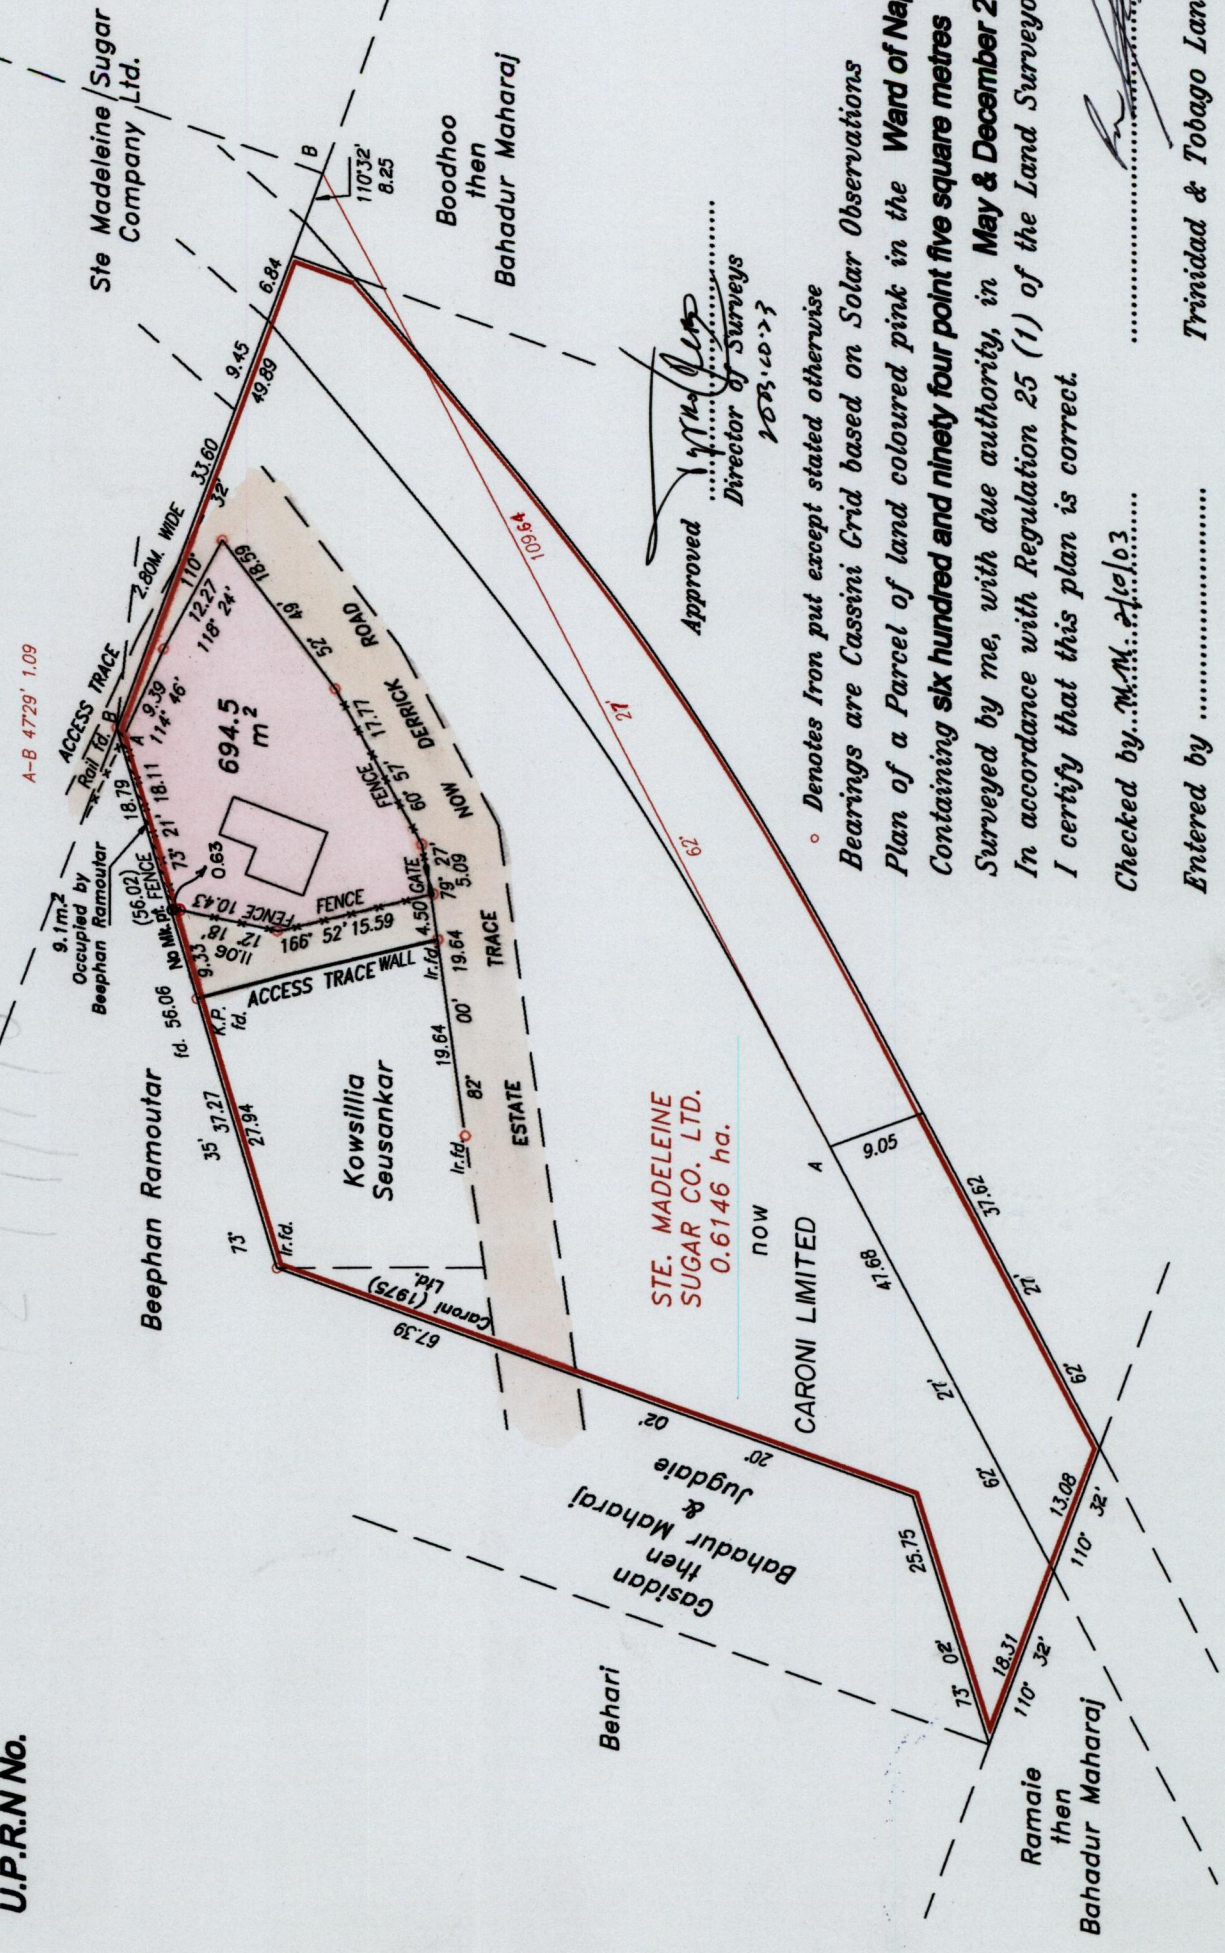 U.P.R.N No.
A-B 47°29' 1.09
Ste Madeleine Sugar
Company Ltd.
Beephan Ramoutar
9.1m.²
Occupied by
Beephan Ramoutar
ACCESS TRACE
2.80M. WIDE
Rail fd.
B
A
73° 35' 37.27
27.94
fd. 56.06
(56.02)
No Mk. pt.
FENCE
18.79
73° 21' 18.11
0.63
9.33
K.P.
fd.
Ir.fd.
9.39
114° 46'
12.27
118° 24'
110° 32'
33.60
9.45
49.89
6.84
B
110°32'
8.25
694.5
m²
18.59
52° 49'
FENCE 17.77
60° 57'
GATE
79° 27'
5.09
4.50
FENCE
FENCE 10.43
11.06
12° 18'
166° 52' 15.59
ACCESS TRACE WALL
Ir.fd.
19.64
19.64
82° 00'
Ir.fd.
ESTATE TRACE NOW DERRICK ROAD
Kowsillia
Seusankar
Caroni (1975)
Ltd.
67.39
20° 02'
Boodhoo
then
Bahadur Maharaj
109.64
62° 27'
STE. MADELEINE
SUGAR CO. LTD.
0.6146 ha.
now
CARONI LIMITED
A
9.05
47.68
62° 27'
37.62
62° 27'
Gasidan
then
Bahadur Maharaj
&
Jugdaie
Behari
25.75
73° 02'
18.31
110° 32'
13.08
110° 32'
Ramaie
then
Bahadur Maharaj
Approved
Director of Surveys
Denotes Iron put except stated otherwise
Bearings are Cassini Grid based on Solar Observations
Plan of a Parcel of land coloured pink in the Ward of
Containing six hundred and ninety four point five square metres
Surveyed by me, with due authority, in May & December
In accordance with Regulation 25 (1) of the Land
I certify that this plan is correct.
Checked by M.M.
Entered by
Trinidad & Tobago